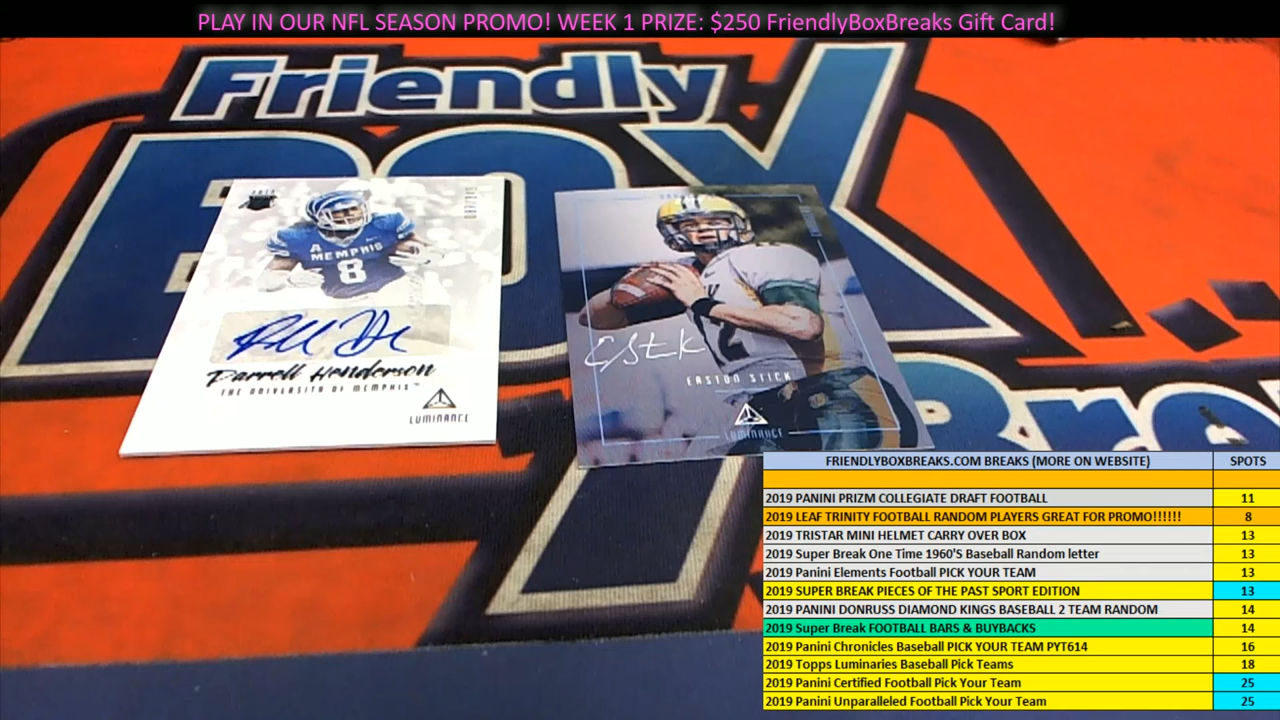 PLAY IN OUR NFL SEASON PROMO! WEEK 1 PRIZE: $250 FriendlyBoxBreaks Gift Card!
Friendly
BOX
Bre
MEMPHIS
8
Darrell Henderson
THE UNIVERSITY OF MEMPHIS™
LUMINANCE
12
EASTON STICK
LUMINANCE
FRIENDLYBOXBREAKS.COM BREAKS (MORE ON WEBSITE) SPOTS
2019 PANINI PRIZM COLLEGIATE DRAFT FOOTBALL 11
2019 LEAF TRINITY FOOTBALL RANDOM PLAYERS GREAT FOR PROMO!!!!!! 8
2019 TRISTAR MINI HELMET CARRY OVER BOX 13
2019 Super Break One Time 1960'S Baseball Random letter 13
2019 Panini Elements Football PICK YOUR TEAM 13
2019 SUPER BREAK PIECES OF THE PAST SPORT EDITION 13
2019 PANINI DONRUSS DIAMOND KINGS BASEBALL 2 TEAM RANDOM 14
2019 Super Break FOOTBALL BARS & BUYBACKS 14
2019 Panini Chronicles Baseball PICK YOUR TEAM PYT614 16
2019 Topps Luminaries Baseball Pick Teams 18
2019 Panini Certified Football Pick Your Team 25
2019 Panini Unparalleled Football Pick Your Team 25